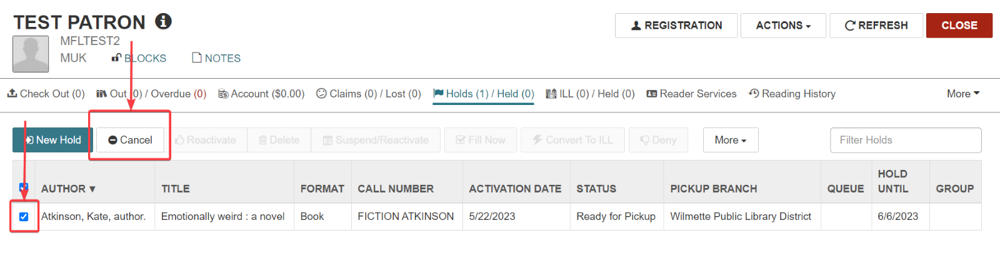 TEST PATRON
REGISTRATION ACTIONS REFRESH CLOSE
MFLTEST2
MUK BLOCKS NOTES
Check Out (0) Out (0) / Overdue (0) Account ($0.00) Claims (0) / Lost (0) Holds (1) / Held (0) ILL (0) / Held (0) Reader Services Reading History More
New Hold Cancel Reactivate Delete Suspend/Reactivate Fill Now Convert To ILL Deny More Filter Holds
AUTHOR TITLE FORMAT CALL NUMBER ACTIVATION DATE STATUS PICKUP BRANCH QUEUE HOLD UNTIL GROUP
Atkinson, Kate, author. Emotionally weird : a novel Book FICTION ATKINSON 5/22/2023 Ready for Pickup Wilmette Public Library District 6/6/2023